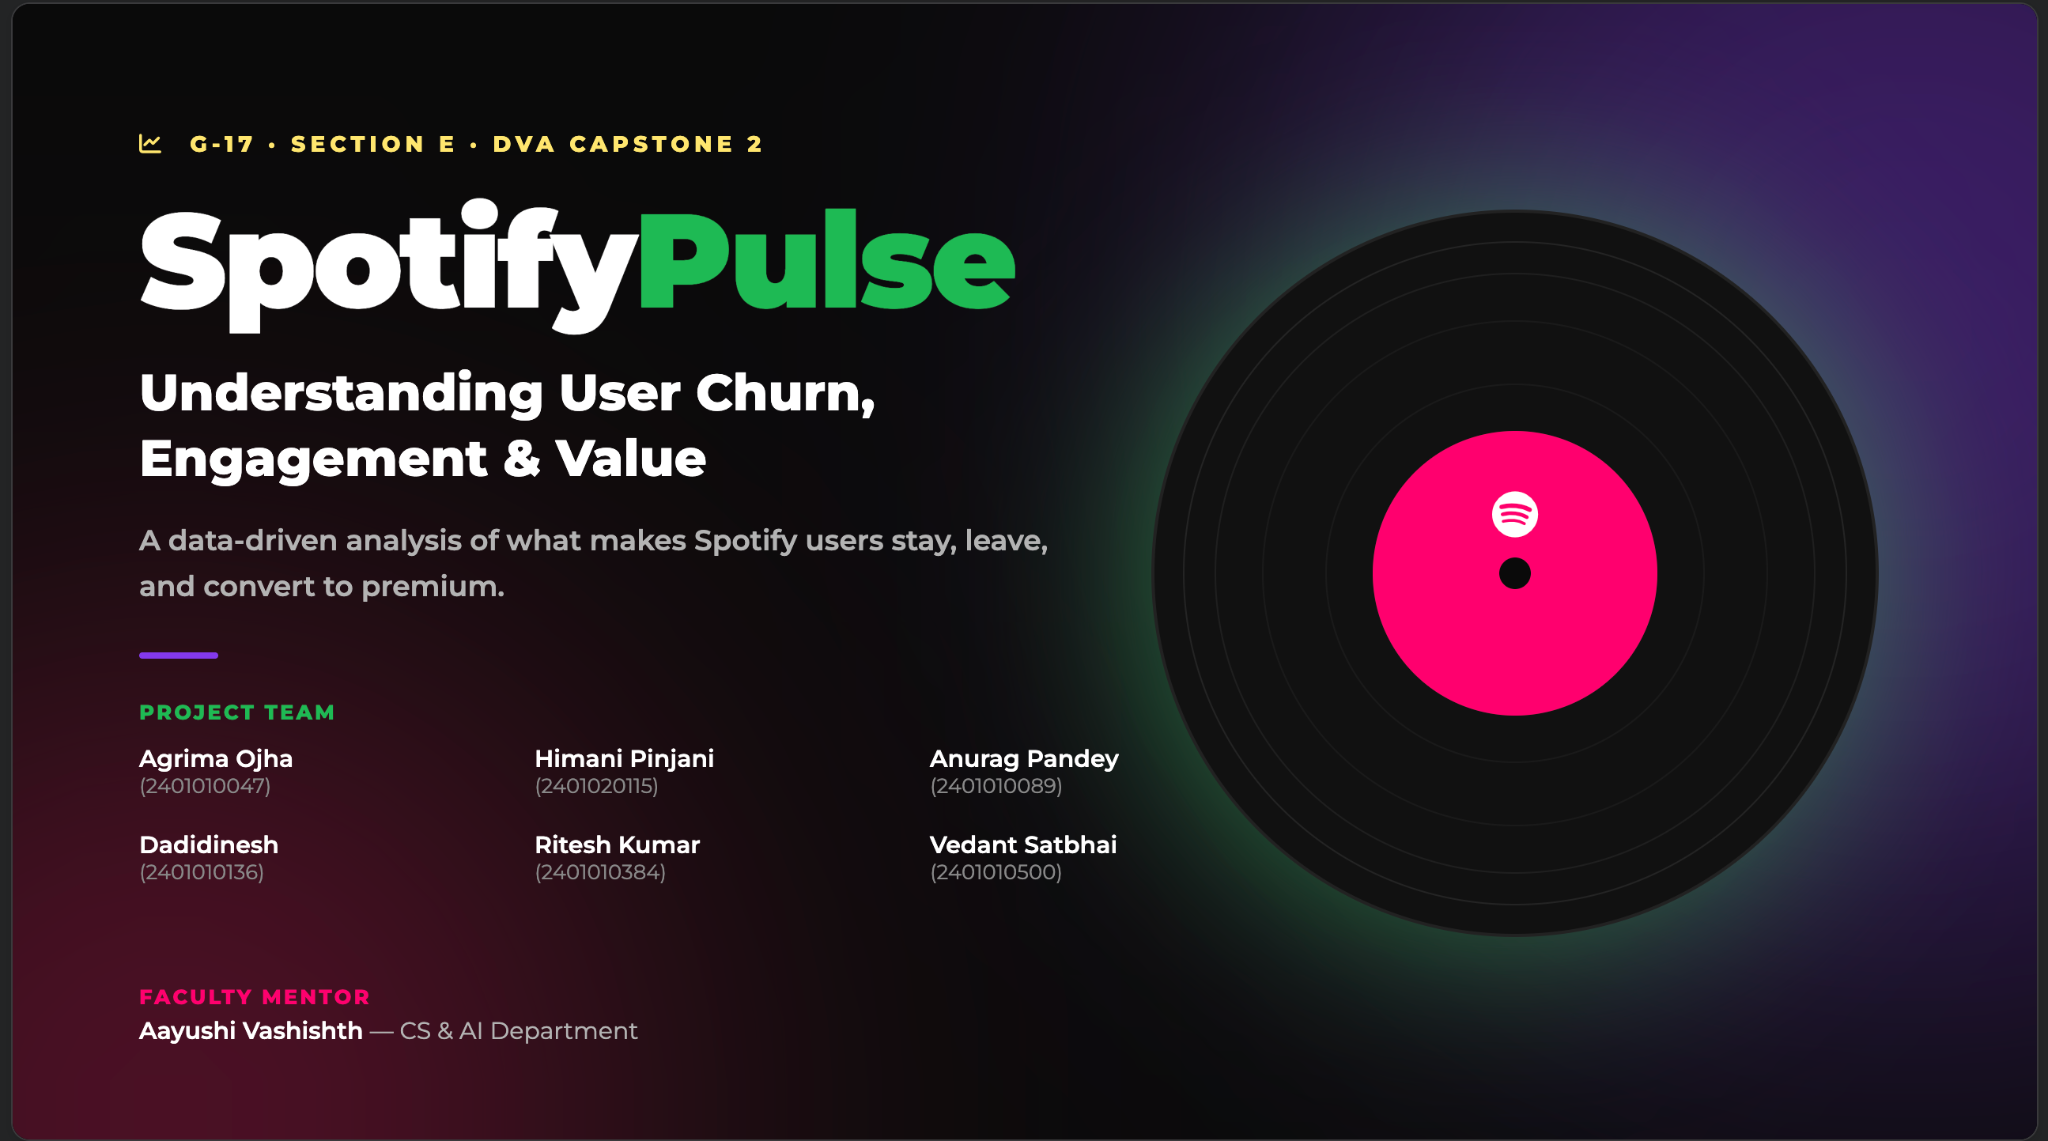 G-17 • SECTION E • DVA CAPSTONE 2
SpotifyPulse
Understanding User Churn,
Engagement & Value
A data-driven analysis of what makes Spotify users stay, leave,
and convert to premium.
PROJECT TEAM
Agrima Ojha
(2401010047)
Himani Pinjani
(2401020115)
Anurag Pandey
(2401010089)
Dadidinesh
(2401010136)
Ritesh Kumar
(2401010384)
Vedant Satbhai
(2401010500)
FACULTY MENTOR
Aayushi Vashishth — CS & AI Department